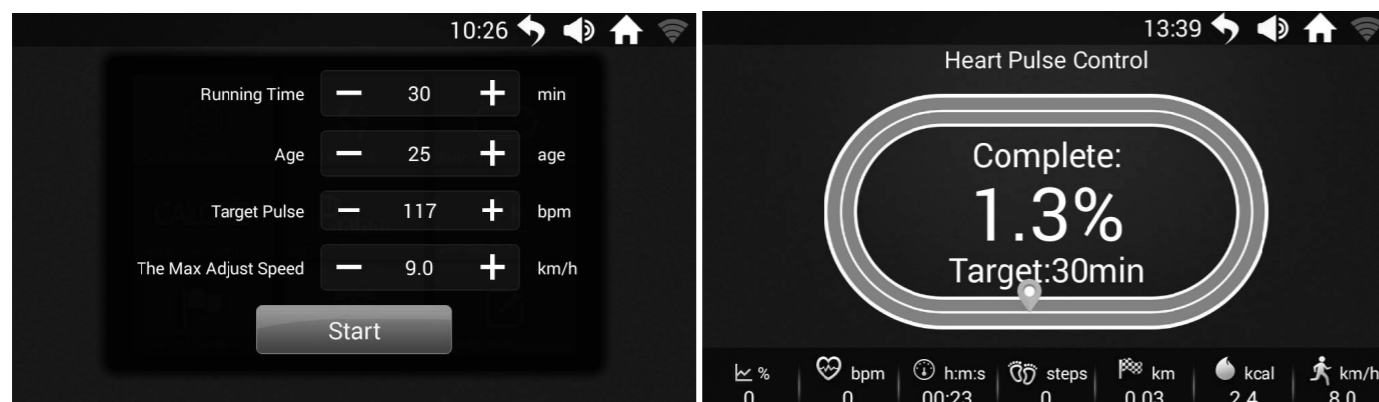 10:26
Running Time — 30 + min
Age — 25 + age
Target Pulse — 117 + bpm
The Max Adjust Speed — 9.0 + km/h
Start
13:39
Heart Pulse Control
Complete:
1.3%
Target:30min
% bpm h:m:s steps km kcal km/h
0 0 00:23 0 0.03 2.4 8.0